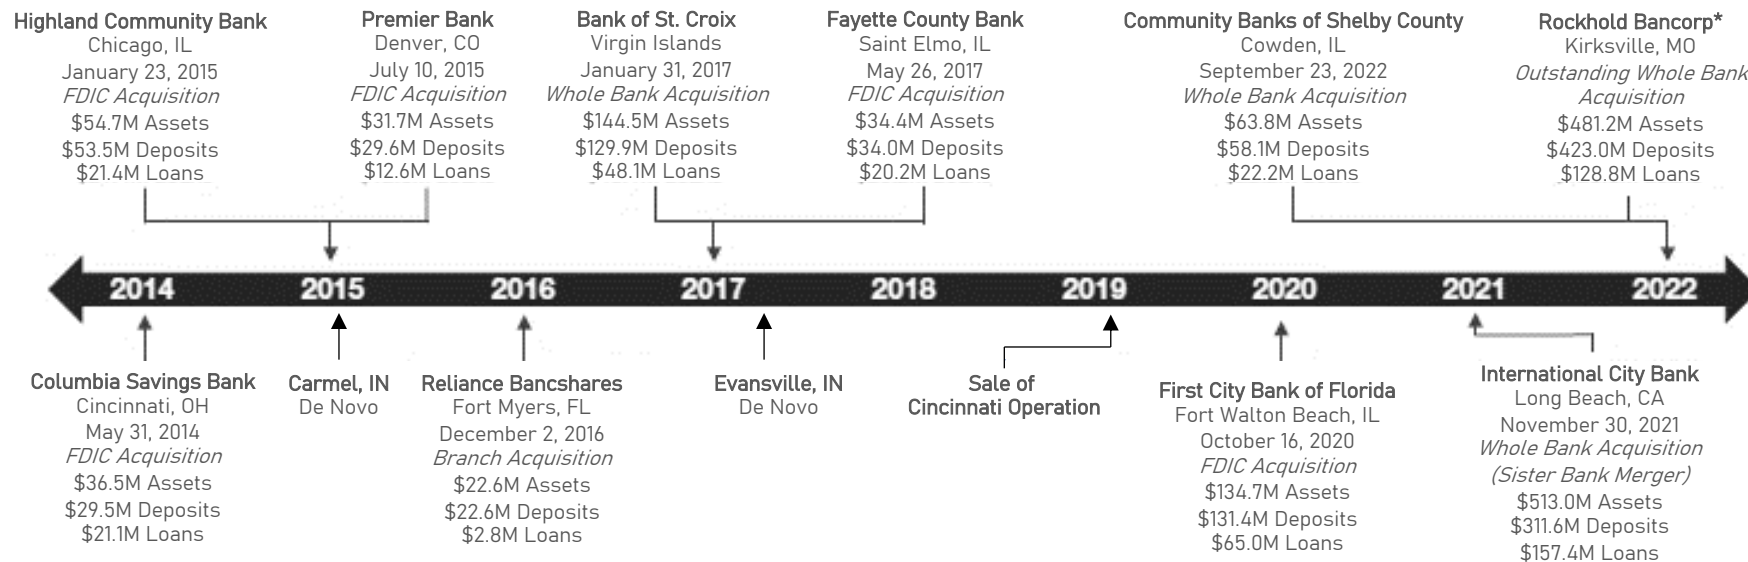 Highland Community Bank
Chicago, IL
January 23, 2015
FDIC Acquisition
$54.7M Assets
$53.5M Deposits
$21.4M Loans
Premier Bank
Denver, CO
July 10, 2015
FDIC Acquisition
$31.7M Assets
$29.6M Deposits
$12.6M Loans
Bank of St. Croix
Virgin Islands
January 31, 2017
Whole Bank Acquisition
$144.5M Assets
$129.9M Deposits
$48.1M Loans
Fayette County Bank
Saint Elmo, IL
May 26, 2017
FDIC Acquisition
$34.4M Assets
$34.0M Deposits
$20.2M Loans
Community Banks of Shelby County
Cowden, IL
September 23, 2022
Whole Bank Acquisition
$63.8M Assets
$58.1M Deposits
$22.2M Loans
Rockhold Bancorp*
Kirksville, MO
Outstanding Whole Bank
Acquisition
$481.2M Assets
$423.0M Deposits
$128.8M Loans
2014 2015 2016 2017 2018 2019 2020 2021 2022
Columbia Savings Bank
Cincinnati, OH
May 31, 2014
FDIC Acquisition
$36.5M Assets
$29.5M Deposits
$21.1M Loans
Carmel, IN
De Novo
Reliance Bancshares
Fort Myers, FL
December 2, 2016
Branch Acquisition
$22.6M Assets
$22.6M Deposits
$2.8M Loans
Evansville, IN
De Novo
Sale of
Cincinnati Operation
First City Bank of Florida
Fort Walton Beach, IL
October 16, 2020
FDIC Acquisition
$134.7M Assets
$131.4M Deposits
$65.0M Loans
International City Bank
Long Beach, CA
November 30, 2021
Whole Bank Acquisition
(Sister Bank Merger)
$513.0M Assets
$311.6M Deposits
$157.4M Loans